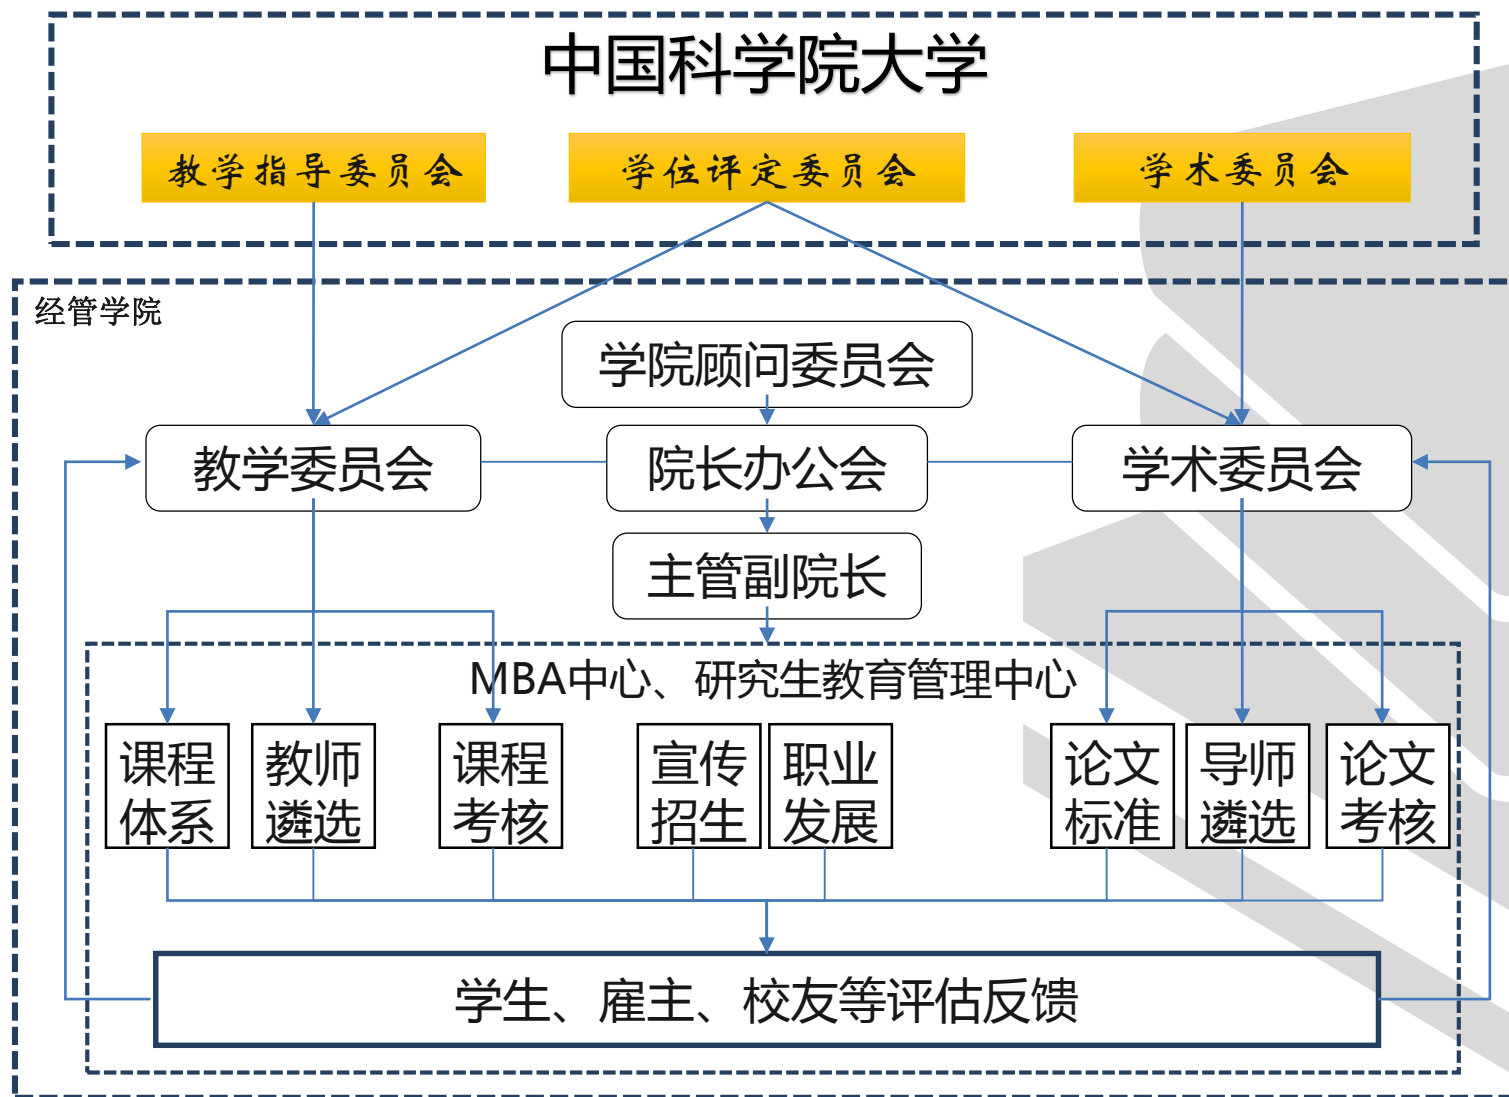 中国科学院大学
教学指导委员会
学位评定委员会
学术委员会
经管学院
学院顾问委员会
教学委员会
院长办公会
学术委员会
主管副院长
MBA中心、研究生教育管理中心
课程
体系
教师
遴选
课程
考核
宣传
招生
职业
发展
论文
标准
导师
遴选
论文
考核
学生、雇主、校友等评估反馈